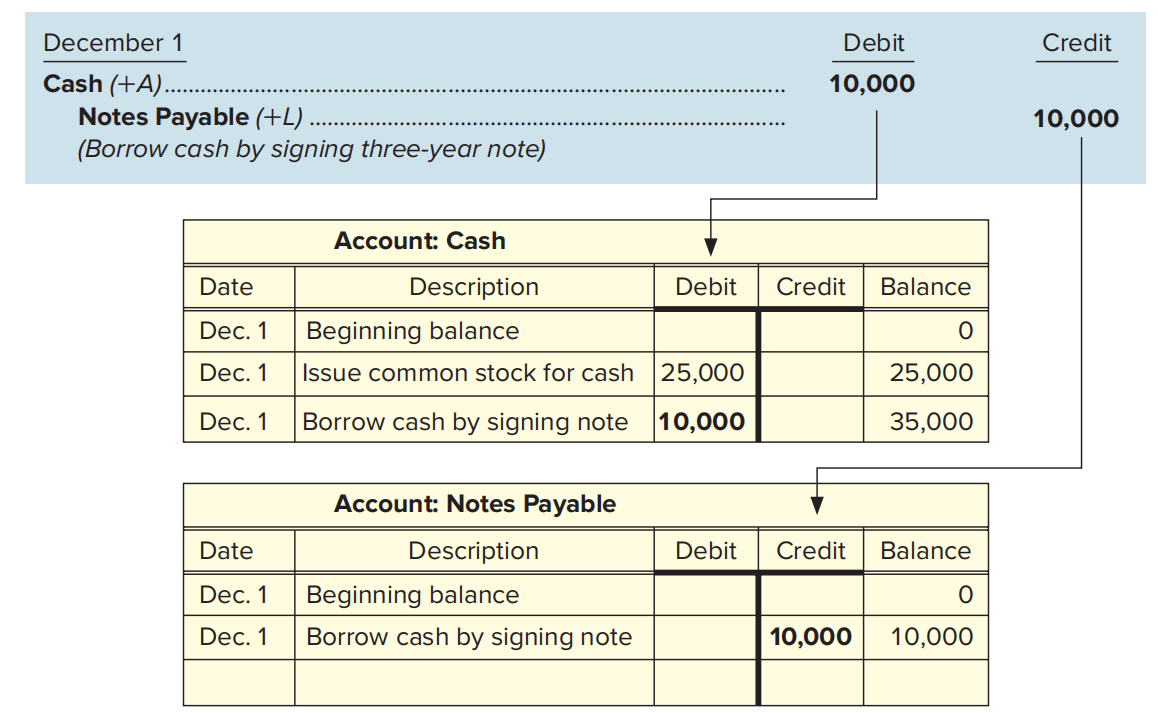 December 1 Debit Credit
Cash (+A)............................................................................................ 10,000
Notes Payable (+L) ...................................................................... 10,000
(Borrow cash by signing three-year note)
Account: Cash
Date Description Debit Credit Balance
Dec. 1 Beginning balance 0
Dec. 1 Issue common stock for cash 25,000 25,000
Dec. 1 Borrow cash by signing note 10,000 35,000
Account: Notes Payable
Date Description Debit Credit Balance
Dec. 1 Beginning balance 0
Dec. 1 Borrow cash by signing note 10,000 10,000